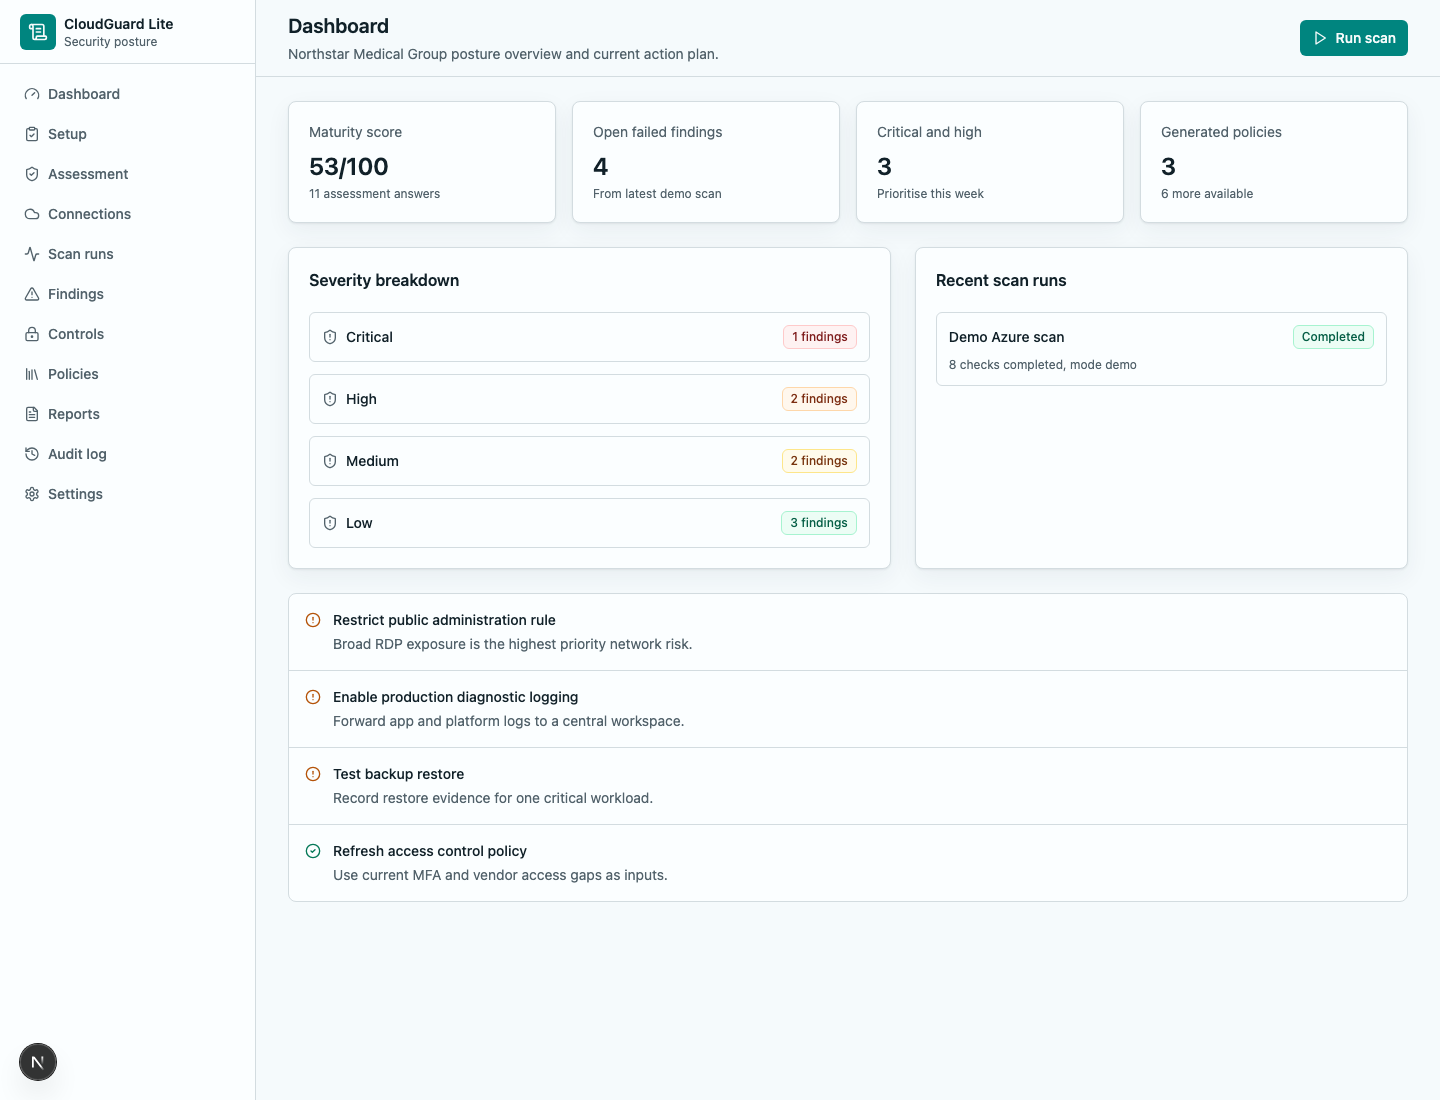 CloudGuard Lite
Security posture
Dashboard
Setup
Assessment
Connections
Scan runs
Findings
Controls
Policies
Reports
Audit log
Settings
N
Dashboard
Northstar Medical Group posture overview and current action plan.
Run scan
Maturity score
53/100
11 assessment answers
Open failed findings
4
From latest demo scan
Critical and high
3
Prioritise this week
Generated policies
3
6 more available
Severity breakdown
Critical
1 findings
High
2 findings
Medium
2 findings
Low
3 findings
Recent scan runs
Demo Azure scan
Completed
8 checks completed, mode demo
Restrict public administration rule
Broad RDP exposure is the highest priority network risk.
Enable production diagnostic logging
Forward app and platform logs to a central workspace.
Test backup restore
Record restore evidence for one critical workload.
Refresh access control policy
Use current MFA and vendor access gaps as inputs.